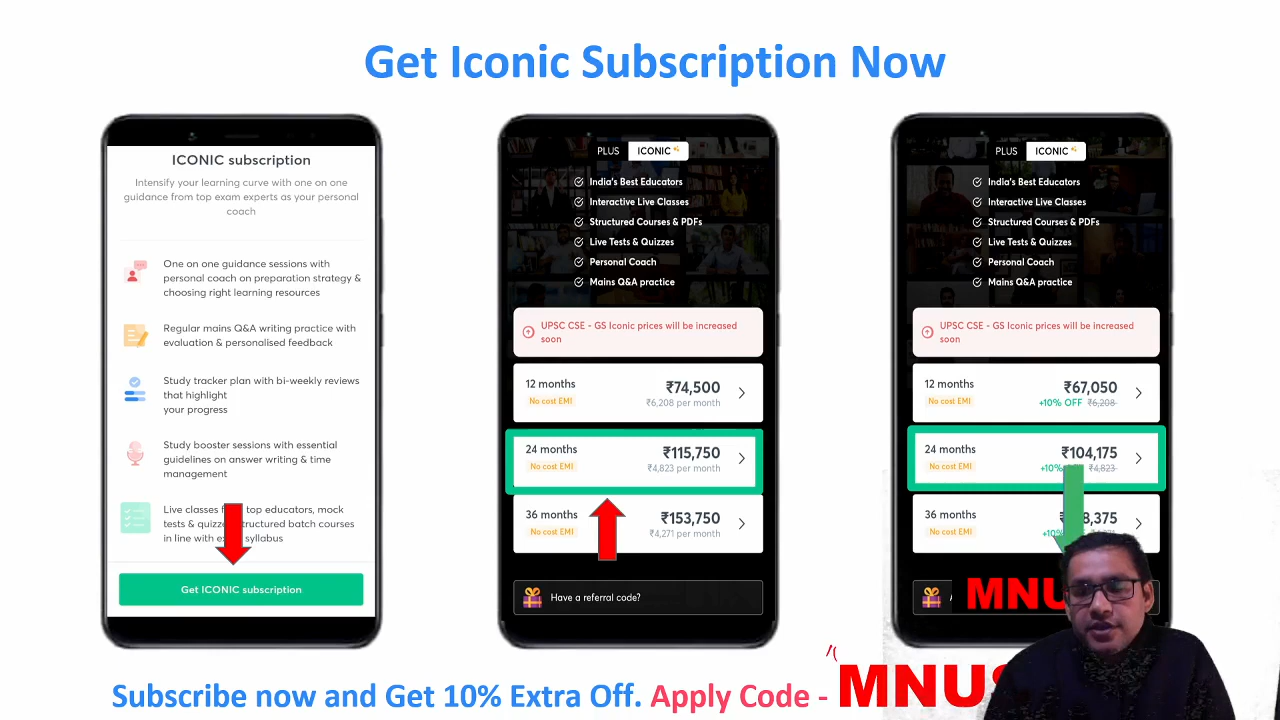 Get Iconic Subscription Now
ICONIC subscription
Intensify your learning curve with one on one
guidance from top exam experts as your personal
coach
One on one guidance sessions with
personal coach on preparation strategy &
choosing right learning resources
Regular mains Q&A writing practice with
evaluation & personalised feedback
Study tracker plan with bi-weekly reviews
that highlight
your progress
Study booster sessions with essential
guidelines on answer writing & time
management
Live classes top educators, mock
tests & structured batch courses
in line with syllabus
Get ICONIC subscription
PLUS ICONIC
India's Best Educators
Interactive Live Classes
Structured Courses & PDFs
Live Tests & Quizzes
Personal Coach
Mains Q&A practice
UPSC CSE - GS Iconic prices will be increased
soon
12 months ₹74,500
No cost EMI ₹6,208 per month
24 months ₹115,750
No cost EMI ₹4,823 per month
36 months ₹153,750
No cost EMI ₹4,271 per month
Have a referral code?
PLUS ICONIC
India's Best Educators
Interactive Live Classes
Structured Courses & PDFs
Live Tests & Quizzes
Personal Coach
Mains Q&A practice
UPSC CSE - GS Iconic prices will be increased
soon
12 months ₹67,050
No cost EMI +10% OFF ₹6,208
24 months ₹104,175
No cost EMI +10% ₹4,823
36 months 8,375
No cost EMI
MNU
Subscribe now and Get 10% Extra Off. Apply Code - MNU